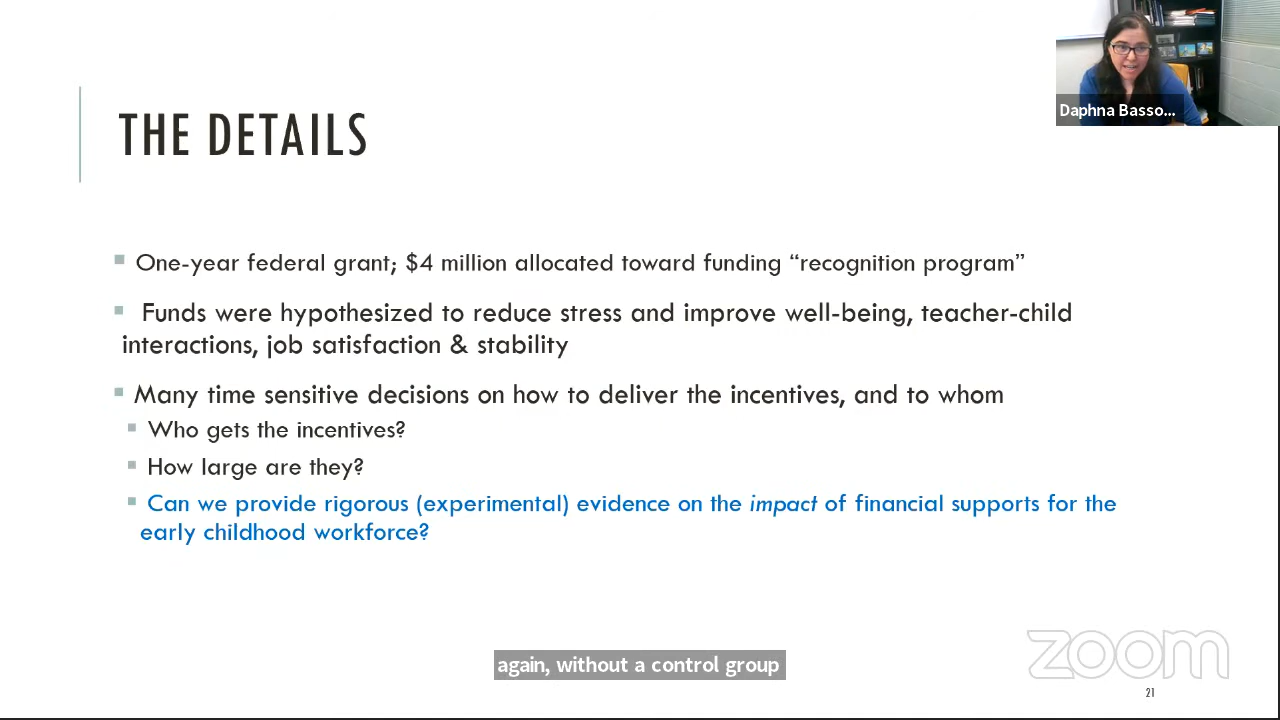 Daphna Basso...
THE DETAILS
One-year federal grant; $4 million allocated toward funding “recognition program”
Funds were hypothesized to reduce stress and improve well-being, teacher-child
interactions, job satisfaction & stability
Many time sensitive decisions on how to deliver the incentives, and to whom
Who gets the incentives?
How large are they?
Can we provide rigorous (experimental) evidence on the impact of financial supports for the
early childhood workforce?
again, without a control group
zoom
21